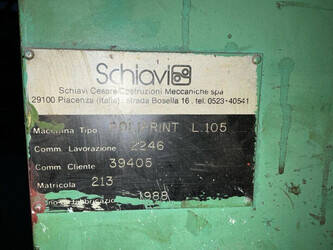 Schiavi
Schiavi Cesare Costruzioni Meccaniche spa
29100 Piacenza (Italia) strada Bosella 16 . tel. 0523-40541
Macchina Tipo PRINT L.105
Comm. Lavorazione 2246
Comm. Cliente 39405
Matricola 213
1988